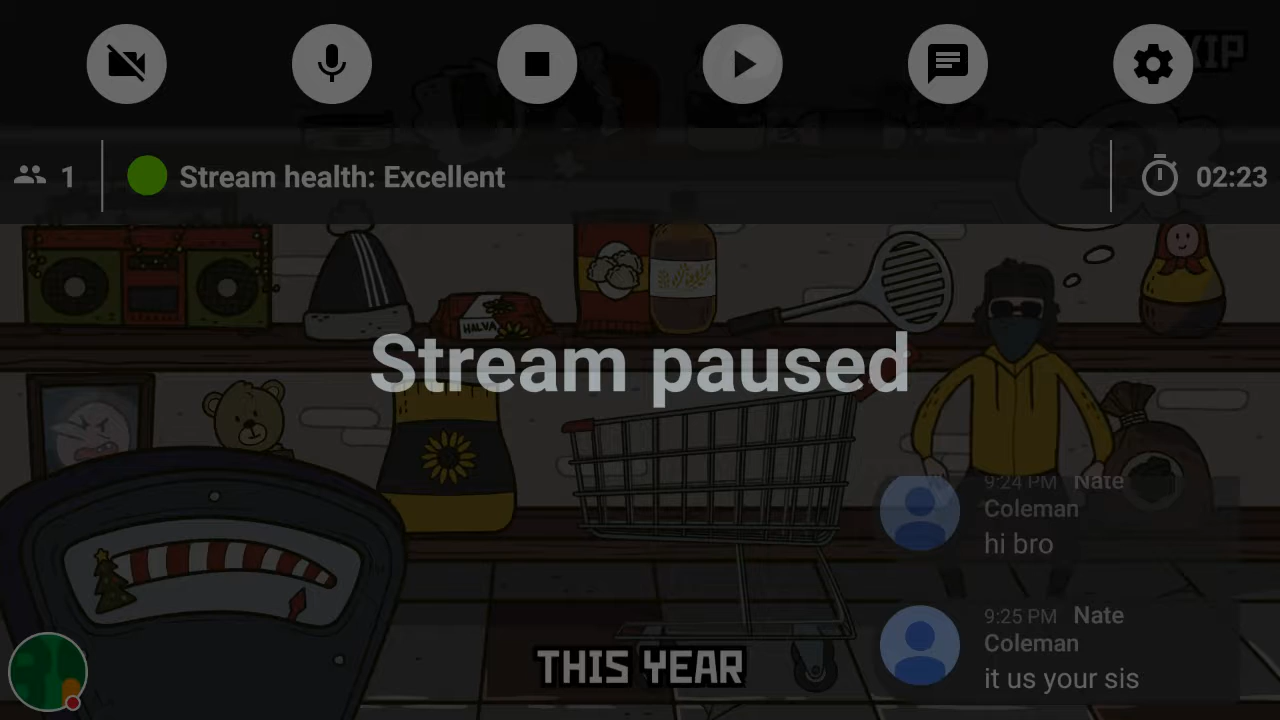 1
Stream health: Excellent
02:23
HALVA
Stream paused
9:24 PM Nate
Coleman
hi bro
9:25 PM Nate
Coleman
it us your sis
THIS YEAR